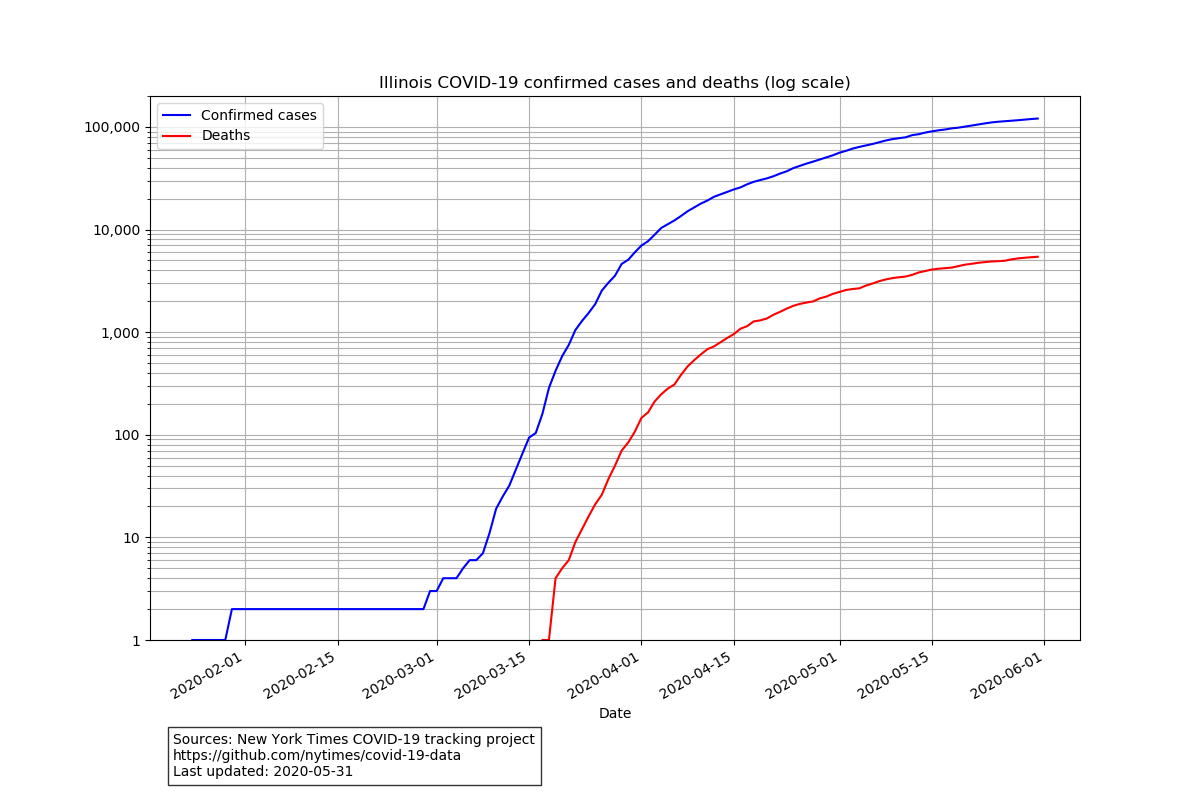 Illinois COVID-19 confirmed cases and deaths (log scale)
Confirmed cases
Deaths
100,000
10,000
1,000
100
10
1
2020-02-01
2020-02-15
2020-03-01
2020-03-15
2020-04-01
2020-04-15
2020-05-01
2020-05-15
2020-06-01
Date
Sources: New York Times COVID-19 tracking project
https://github.com/nytimes/covid-19-data
Last updated: 2020-05-31